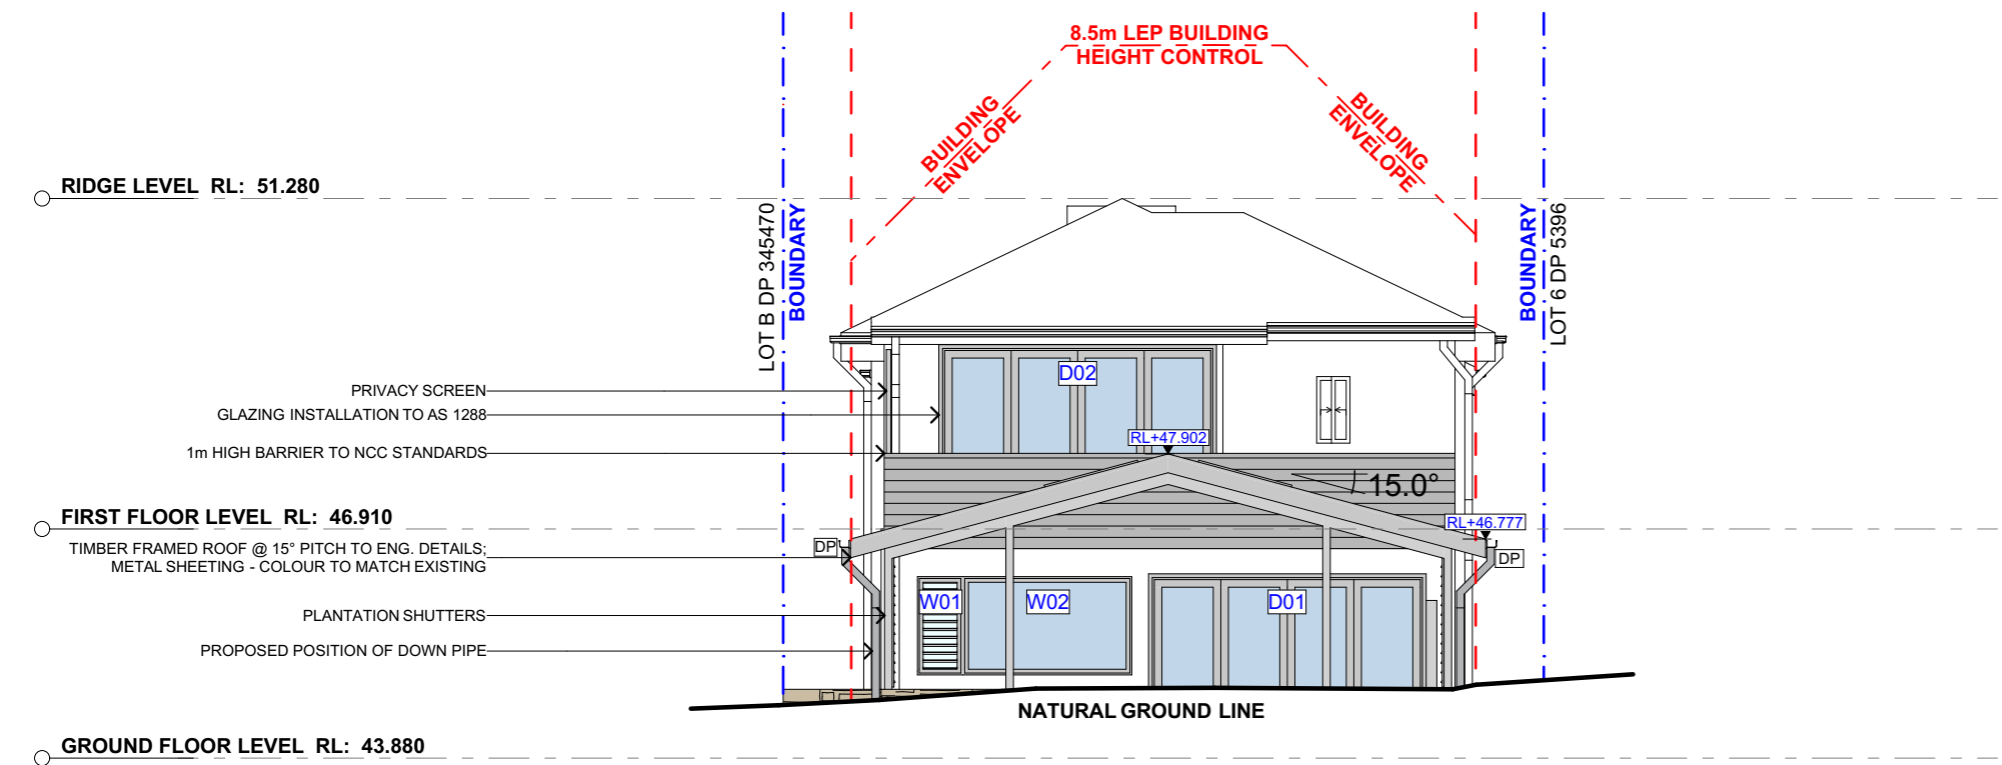 8.5m LEP BUILDING
HEIGHT CONTROL
BUILDING
ENVELOPE
BUILDING
ENVELOPE
RIDGE LEVEL RL: 51.280
LOT B DP 345470
BOUNDARY
BOUNDARY
LOT 6 DP 5396
PRIVACY SCREEN
D02
GLAZING INSTALLATION TO AS 1288
RL+47.902
1m HIGH BARRIER TO NCC STANDARDS
15.0°
FIRST FLOOR LEVEL RL: 46.910
RL+46.777
TIMBER FRAMED ROOF @ 15° PITCH TO ENG. DETAILS;
METAL SHEETING - COLOUR TO MATCH EXISTING
DP
DP
W01
W02
D01
PLANTATION SHUTTERS
PROPOSED POSITION OF DOWN PIPE
NATURAL GROUND LINE
GROUND FLOOR LEVEL RL: 43.880